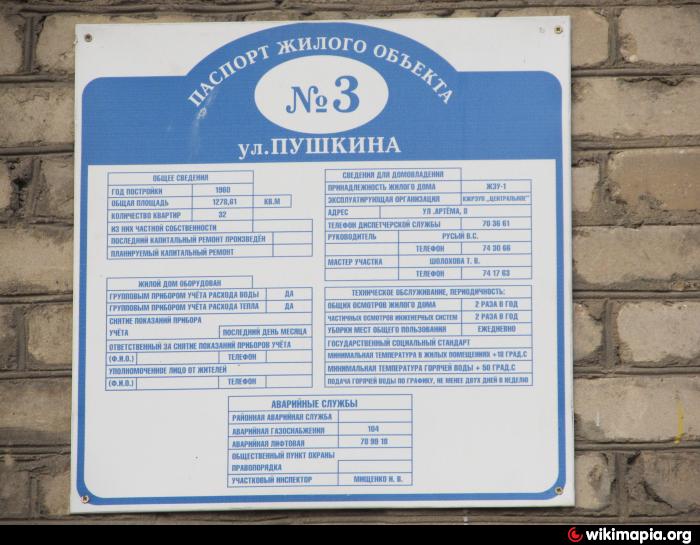 ПАСПОРТ ЖИЛОГО ОБЪЕКТА
№3
ул.ПУШКИНА
ОБЩЕЕ СВЕДЕНИЯ
ГОД ПОСТРОЙКИ 1960
ОБЩАЯ ПЛОЩАДЬ 1278,61 КВ.М
КОЛИЧЕСТВО КВАРТИР 32
ИЗ НИХ ЧАСТНОЙ СОБСТВЕННОСТИ
ПОСЛЕДНИЙ КАПИТАЛЬНЫЙ РЕМОНТ ПРОИЗВЕДЁН
ПЛАНИРУЕМЫЙ КАПИТАЛЬНЫЙ РЕМОНТ
СВЕДЕНИЯ ДЛЯ ДОМОВЛАДЕНИЯ
ПРИНАДЛЕЖНОСТЬ ЖИЛОГО ДОМА ЖЭУ-1
ЭКСПЛУАТИРУЮЩАЯ ОРГАНИЗАЦИЯ КЖРЭУП „ЦЕНТРАЛЬНЫЙ"
АДРЕС УЛ .АРТЁМА,
ТЕЛЕФОН ДИСПЕТЧЕРСКОЙ СЛУЖБЫ 70 36 61
РУКОВОДИТЕЛЬ РУСЫЙ В.С.
ТЕЛЕФОН 74 30 66
МАСТЕР УЧАСТКА ШОЛОХОВА Т. В.
ТЕЛЕФОН 74 17 63
ЖИЛОЙ ДОМ ОБОРУДОВАН
ГРУППОВЫМ ПРИБОРОМ УЧЁТА РАСХОДА ВОДЫ ДА
ГРУППОВЫМ ПРИБОРОМ УЧЁТА РАСХОДА ТЕПЛА ДА
СНЯТИЕ ПОКАЗАНИЙ ПРИБОРА
УЧЁТА ПОСЛЕДНИЙ ДЕНЬ МЕСЯЦА
ОТВЕТСТВЕННЫЙ ЗА СНЯТИЕ ПОКАЗАНИЙ ПРИБОРОВ УЧЁТА
(Ф.И.О.) ТЕЛЕФОН
УПОЛНОМОЧЕННОЕ ЛИЦО ОТ ЖИТЕЛЕЙ
(Ф.И.О.) ТЕЛЕФОН
ТЕХНИЧЕСКОЕ ОБСЛУЖИВАНИЕ, ПЕРИОДИЧНОСТЬ:
ОБЩИХ ОСМОТРОВ ЖИЛОГО ДОМА 2 РАЗА В ГОД
ЧАСТИЧНЫХ ОСМОТРОВ ИНЖЕНЕРНЫХ СИСТЕМ 2 РАЗА В ГОД
УБОРКИ МЕСТ ОБЩЕГО ПОЛЬЗОВАНИЯ ЕЖЕДНЕВНО
ГОСУДАРСТВЕННЫЙ СОЦИАЛЬНЫЙ СТАНДАРТ
МИНИМАЛЬНАЯ ТЕМПЕРАТУРА В ЖИЛЫХ ПОМЕЩЕНИЯХ +18 ГРАД.С
МИНИМАЛЬНАЯ ТЕМПЕРАТУРА ГОРЯЧЕЙ ВОДЫ + 50 ГРАД.С
ПОДАЧА ГОРЯЧЕЙ ВОДЫ ПО ГРАФИКУ, НЕ МЕНЕЕ ДВУХ ДНЕЙ В НЕДЕЛЮ
АВАРИЙНЫЕ СЛУЖБЫ
РАЙОННАЯ АВАРИЙНАЯ СЛУЖБА
АВАРИЙНАЯ ГАЗОСНАБЖЕНИЯ 104
АВАРИЙНАЯ ЛИФТОВАЯ 70 99 18
ОБЩЕСТВЕННЫЙ ПУНКТ ОХРАНЫ
ПРАВОПОРЯДКА
УЧАСТКОВЫЙ ИНСПЕКТОР МИЩЕНКО Н. В.
wikimapia.org